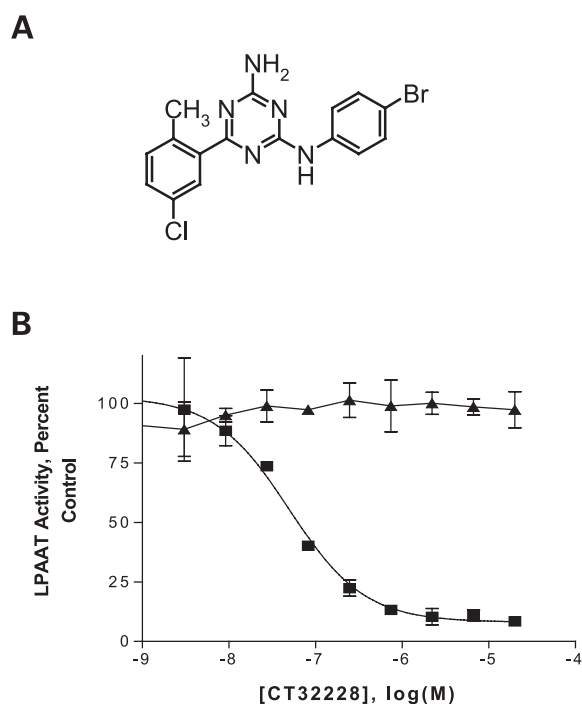 A
NH2
CH3
N
N
Br
N
N
H
Cl
B
LPAAT Activity, Percent
Control
100
75
50
25
0
-9
-8
-7
-6
-5
-4
[CT32228], log(M)